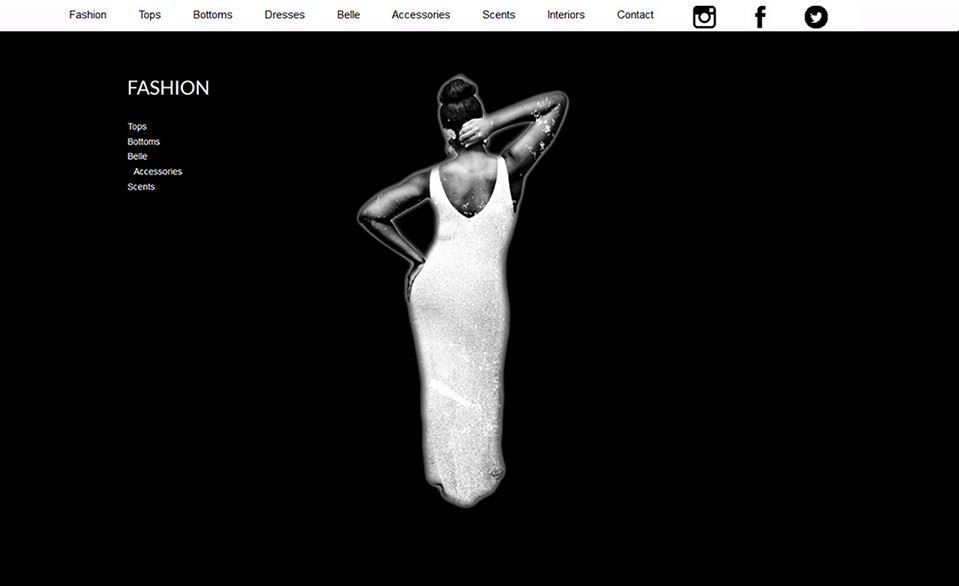 Fashion Tops Bottoms Dresses Belle Accessories Scents Interiors Contact
FASHION
Tops
Bottoms
Belle
Accessories
Scents